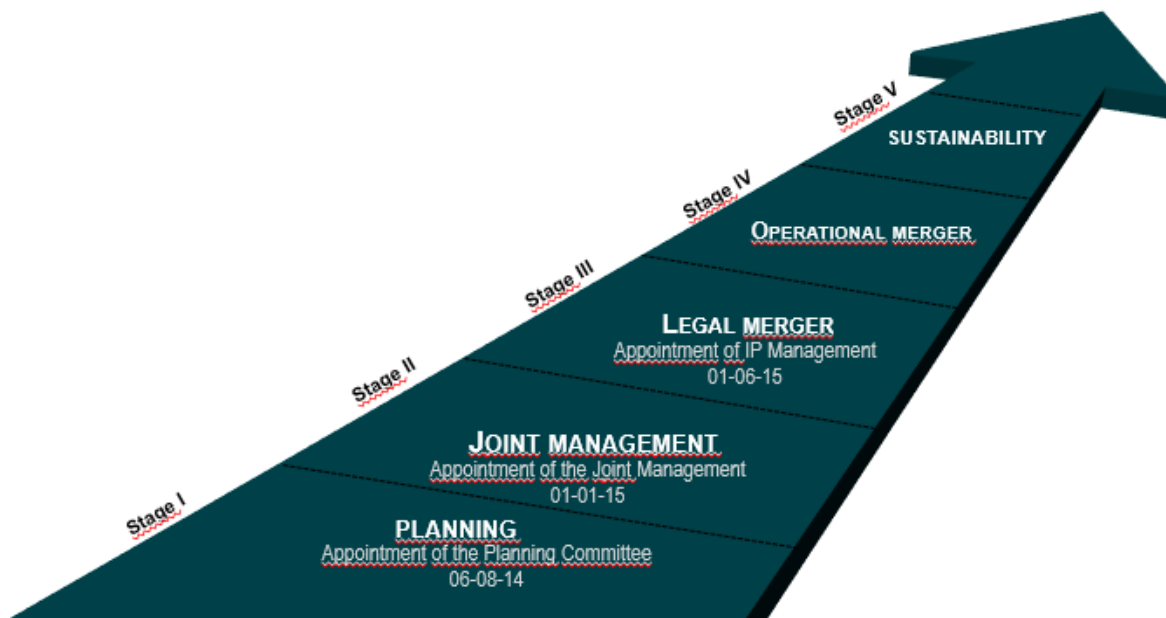 Stage V
SUSTAINABILITY
Stage IV
OPERATIONAL MERGER
Stage III
LEGAL MERGER
Appointment of IP Management
01-06-15
Stage II
JOINT MANAGEMENT
Appointment of the Joint Management
01-01-15
Stage I
PLANNING
Appointment of the Planning Committee
06-08-14